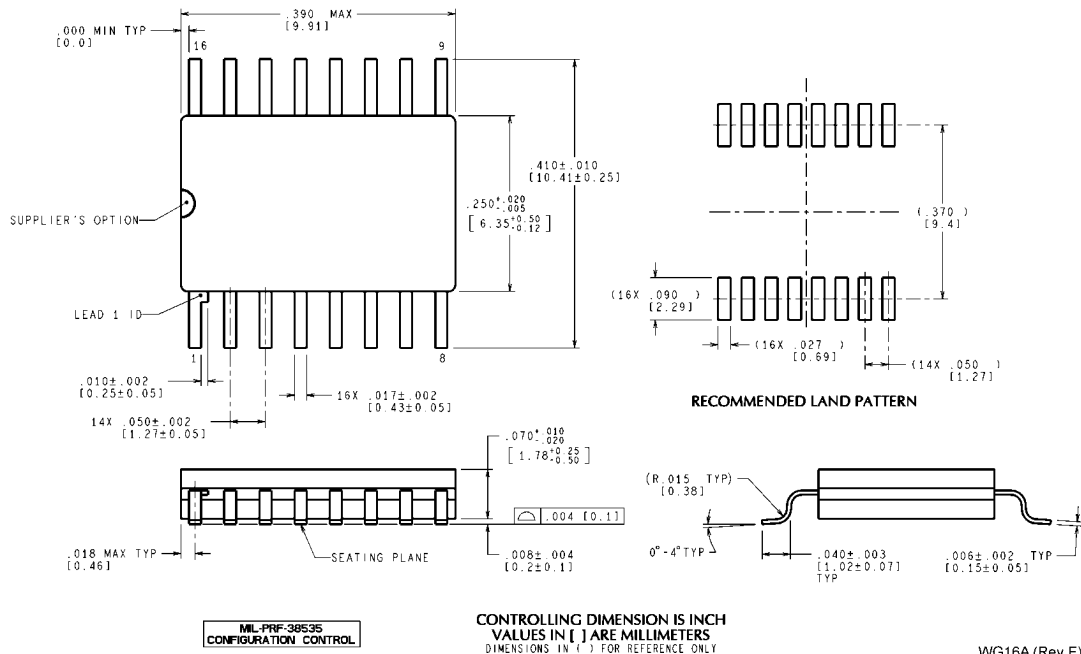 .390 MAX
[9.91]
.000 MIN TYP
[0.0]
16
9
.410±.010
[10.41±0.25]
.250+.020 -.005
[ 6.35+0.50 -0.12 ]
SUPPLIER'S OPTION
LEAD 1 ID
1
8
.010±.002
[0.25±0.05]
16X .017±.002
[0.43±0.05]
14X .050±.002
[1.27±0.05]
(.370 )
[9.4]
(16X .090 )
[2.29]
(16X .027 )
[0.69]
(14X .050 )
[1.27]
RECOMMENDED LAND PATTERN
.070+.010 -.020
[ 1.78+0.25 -0.50 ]
.004 [0.1]
.018 MAX TYP
[0.46]
SEATING PLANE
.008±.004
[0.2±0.1]
(R.015 TYP)
[0.38]
0°-4° TYP
.040±.003
[1.02±0.07]
TYP
.006±.002 TYP
[0.15±0.05]
MIL-PRF-38535
CONFIGURATION CONTROL
CONTROLLING DIMENSION IS INCH
VALUES IN [ ] ARE MILLIMETERS
DIMENSIONS IN ( ) FOR REFERENCE ONLY
WG16A (Rev F)